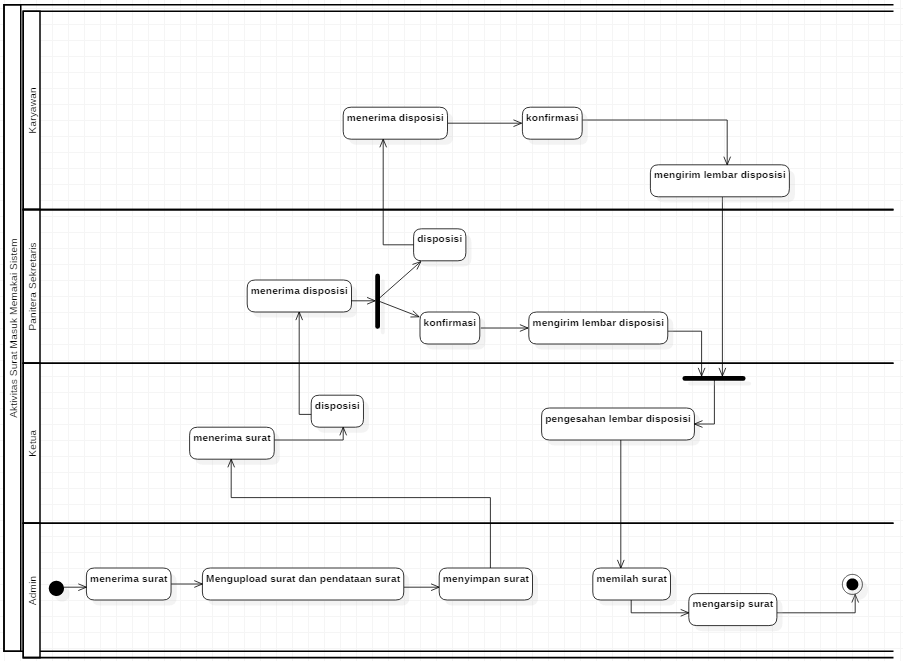 Aktivitas Surat Masuk Memakai Sistem
Karyawan
menerima disposisi
konfirmasi
mengirim lembar disposisi
Panitera Sekretaris
disposisi
menerima disposisi
konfirmasi
mengirim lembar disposisi
Ketua
disposisi
menerima surat
pengesahan lembar disposisi
Admin
menerima surat
Mengupload surat dan pendataan surat
menyimpan surat
memilah surat
mengarsip surat